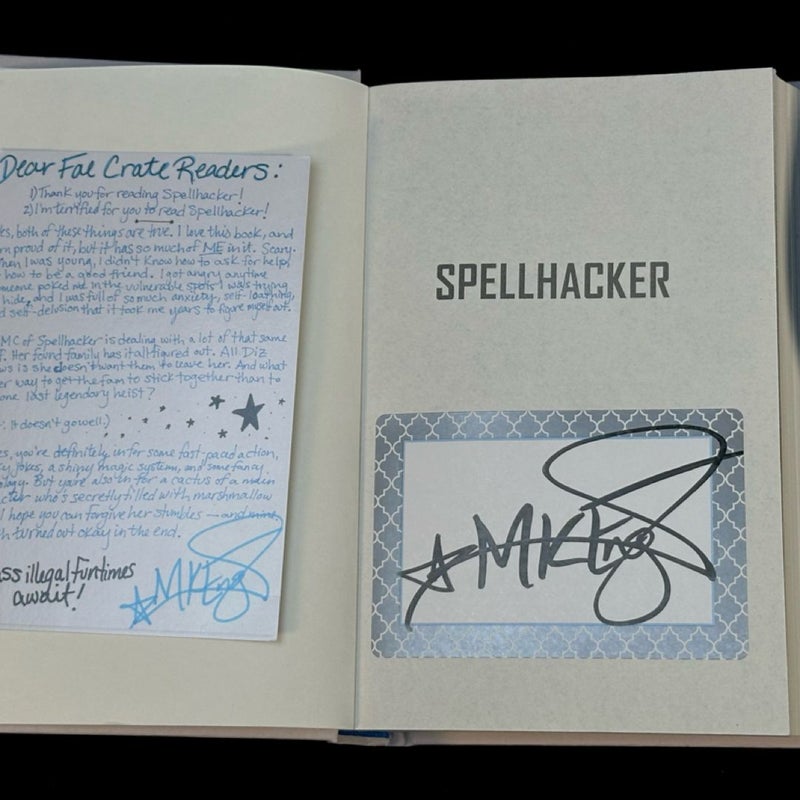 Dear Fae Crate Readers:
1) Thank you for reading Spellhacker!
2) I'm terrified for you to read Spellhacker!
both of these things are true. I love this book, and
proud of it, but it has so much of ME in it. Scary.
when I was young, I didn't know how to ask for help,
how to be a good friend. I got angry anytime
someone poked me in the vulnerable spots I was trying
hide, and I was full of so much anxiety, self-loathing,
self-delusion that it took me years to figure myself out.
MC of Spellhacker is dealing with a lot of that same
Her found family has it all figured out. All Diz
is she doesn't want them to leave her. And what
way to get the fam to stick together than to
one last legendary heist?
It doesn't go well.)
you're definitely in for some fast-paced action,
jokes, a shiny magic system, and some fancy
But you're also in for a cactus of a main
who's secretly filled with marshmallow
I hope you can forgive her stumbles — and mine,
turned out okay in the end.
illegal funtimes
await!
MK Eng
SPELLHACKER
MK Eng